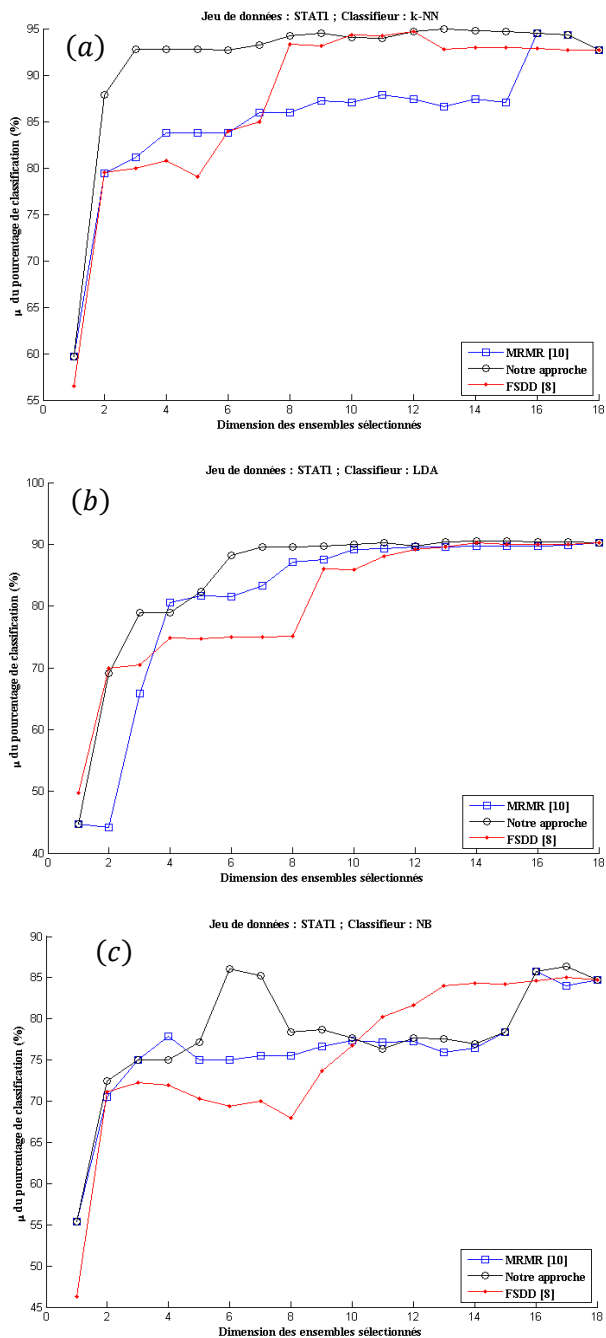 Jeu de données : STAT1 ; Classifieur : k-NN
(a)
95
90
85
80
75
70
65
60
55
µ du pourcentage de classification (%)
MRMR [10]
Notre approche
FSDD [8]
0 2 4 6 8 10 12 14 16 18
Dimension des ensembles sélectionnés
Jeu de données : STAT1 ; Classifieur : LDA
(b)
100
90
80
70
60
50
40
µ du pourcentage de classification (%)
MRMR [10]
Notre approche
FSDD [8]
0 2 4 6 8 10 12 14 16 18
Dimension des ensembles sélectionnés
Jeu de données : STAT1 ; Classifieur : NB
(c)
90
85
80
75
70
65
60
55
50
45
µ du pourcentage de classification (%)
MRMR [10]
Notre approche
FSDD [8]
0 2 4 6 8 10 12 14 16 18
Dimension des ensembles sélectionnés